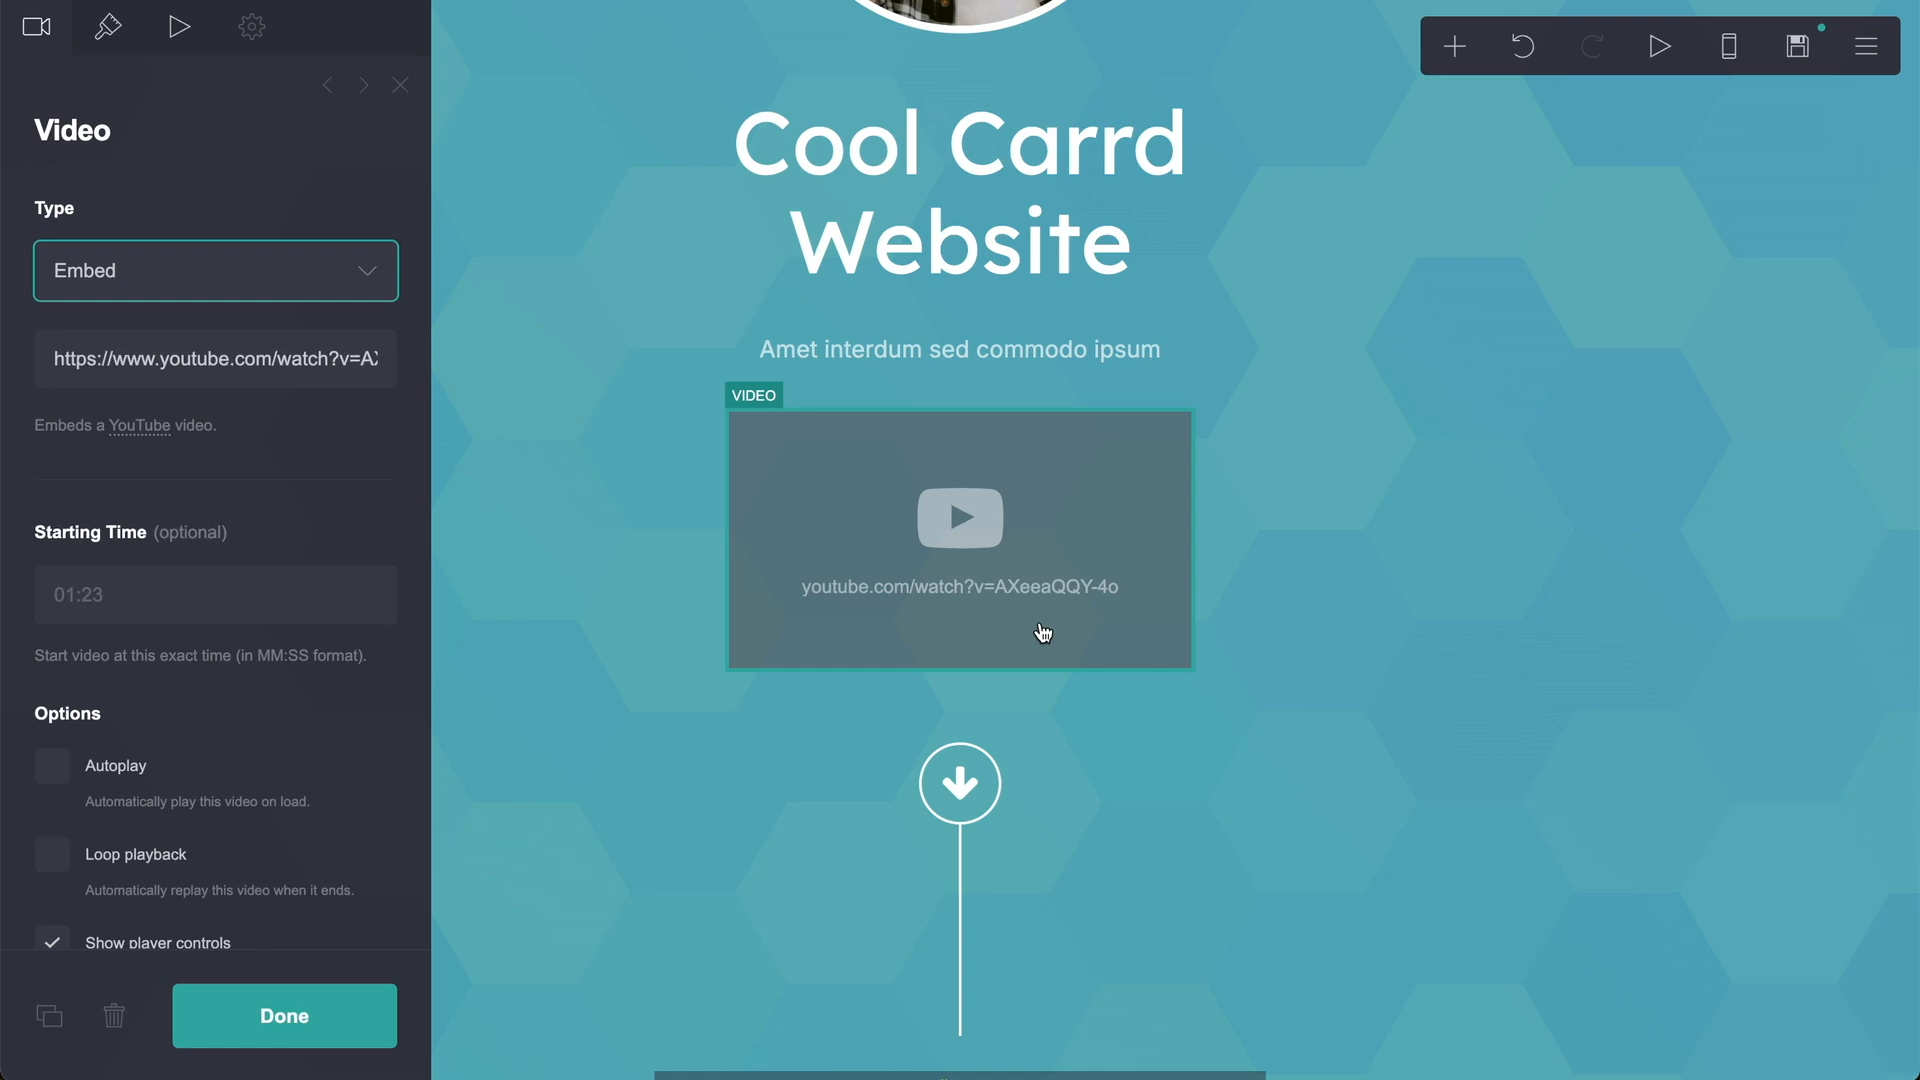 Video
Type
Embed
https://www.youtube.com/watch?v=A
Embeds a YouTube video.
Starting Time (optional)
01:23
Start video at this exact time (in MM:SS format).
Options
Autoplay
Automatically play this video on load.
Loop playback
Automatically replay this video when it ends.
Show player controls
Done
Cool Carrd
Website
Amet interdum sed commodo ipsum
VIDEO
youtube.com/watch?v=AXeeaQQY-4o